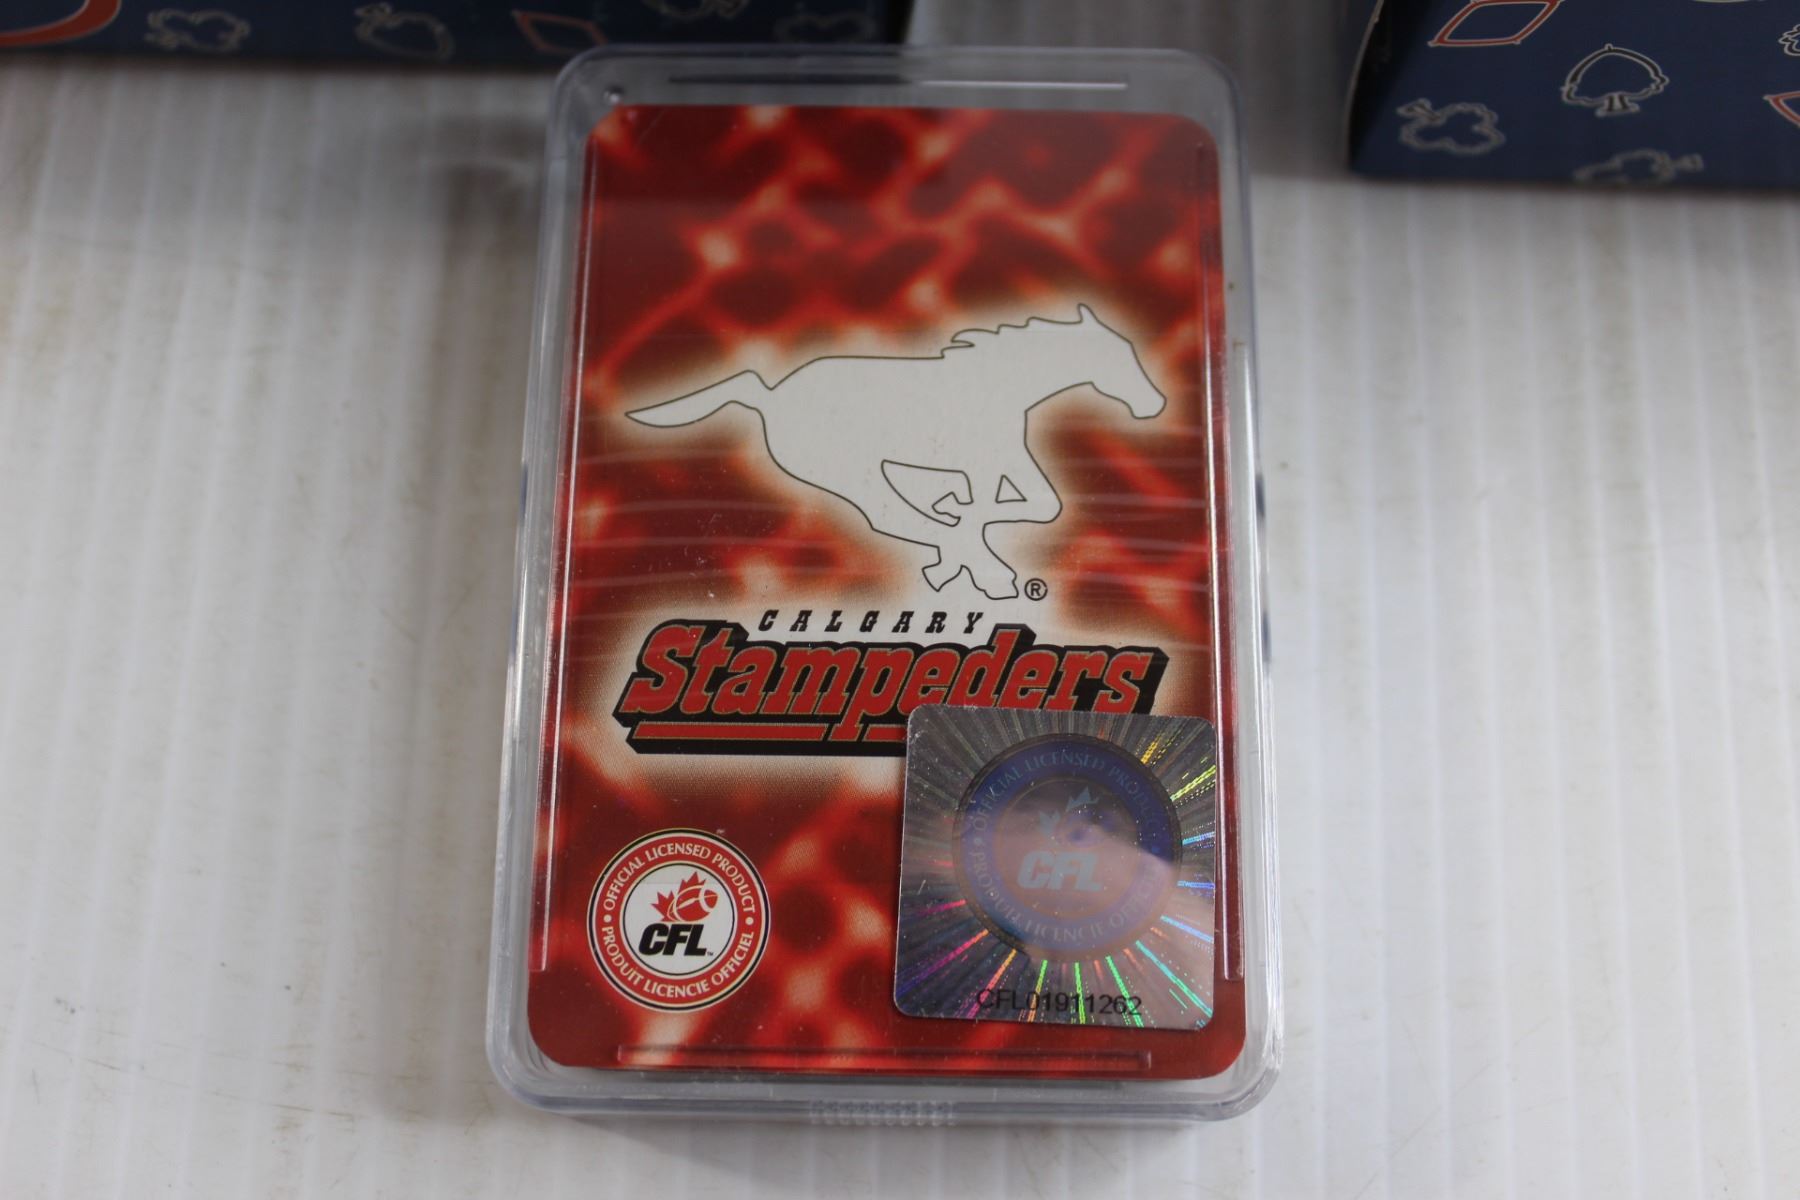 ®
CALGARY
Stampeders
OFFICIAL LICENSED PRODUCT
CFL
PRODUIT LICENCIE OFFICIEL
OFFICIAL LICENSED PRODUCT
CFL
PRODUIT LICENCIE OFFICIEL
CFL01911262